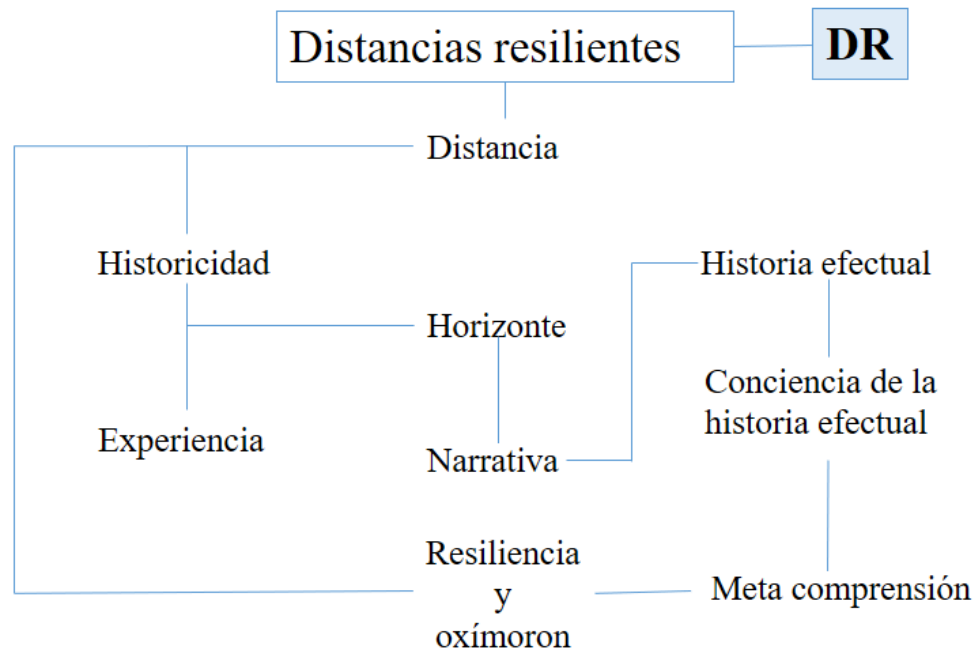 Distancias resilientes
DR
Distancia
Historicidad
Historia efectual
Horizonte
Conciencia de la
historia efectual
Experiencia
Narrativa
Resiliencia
y
oxímoron
Meta comprensión